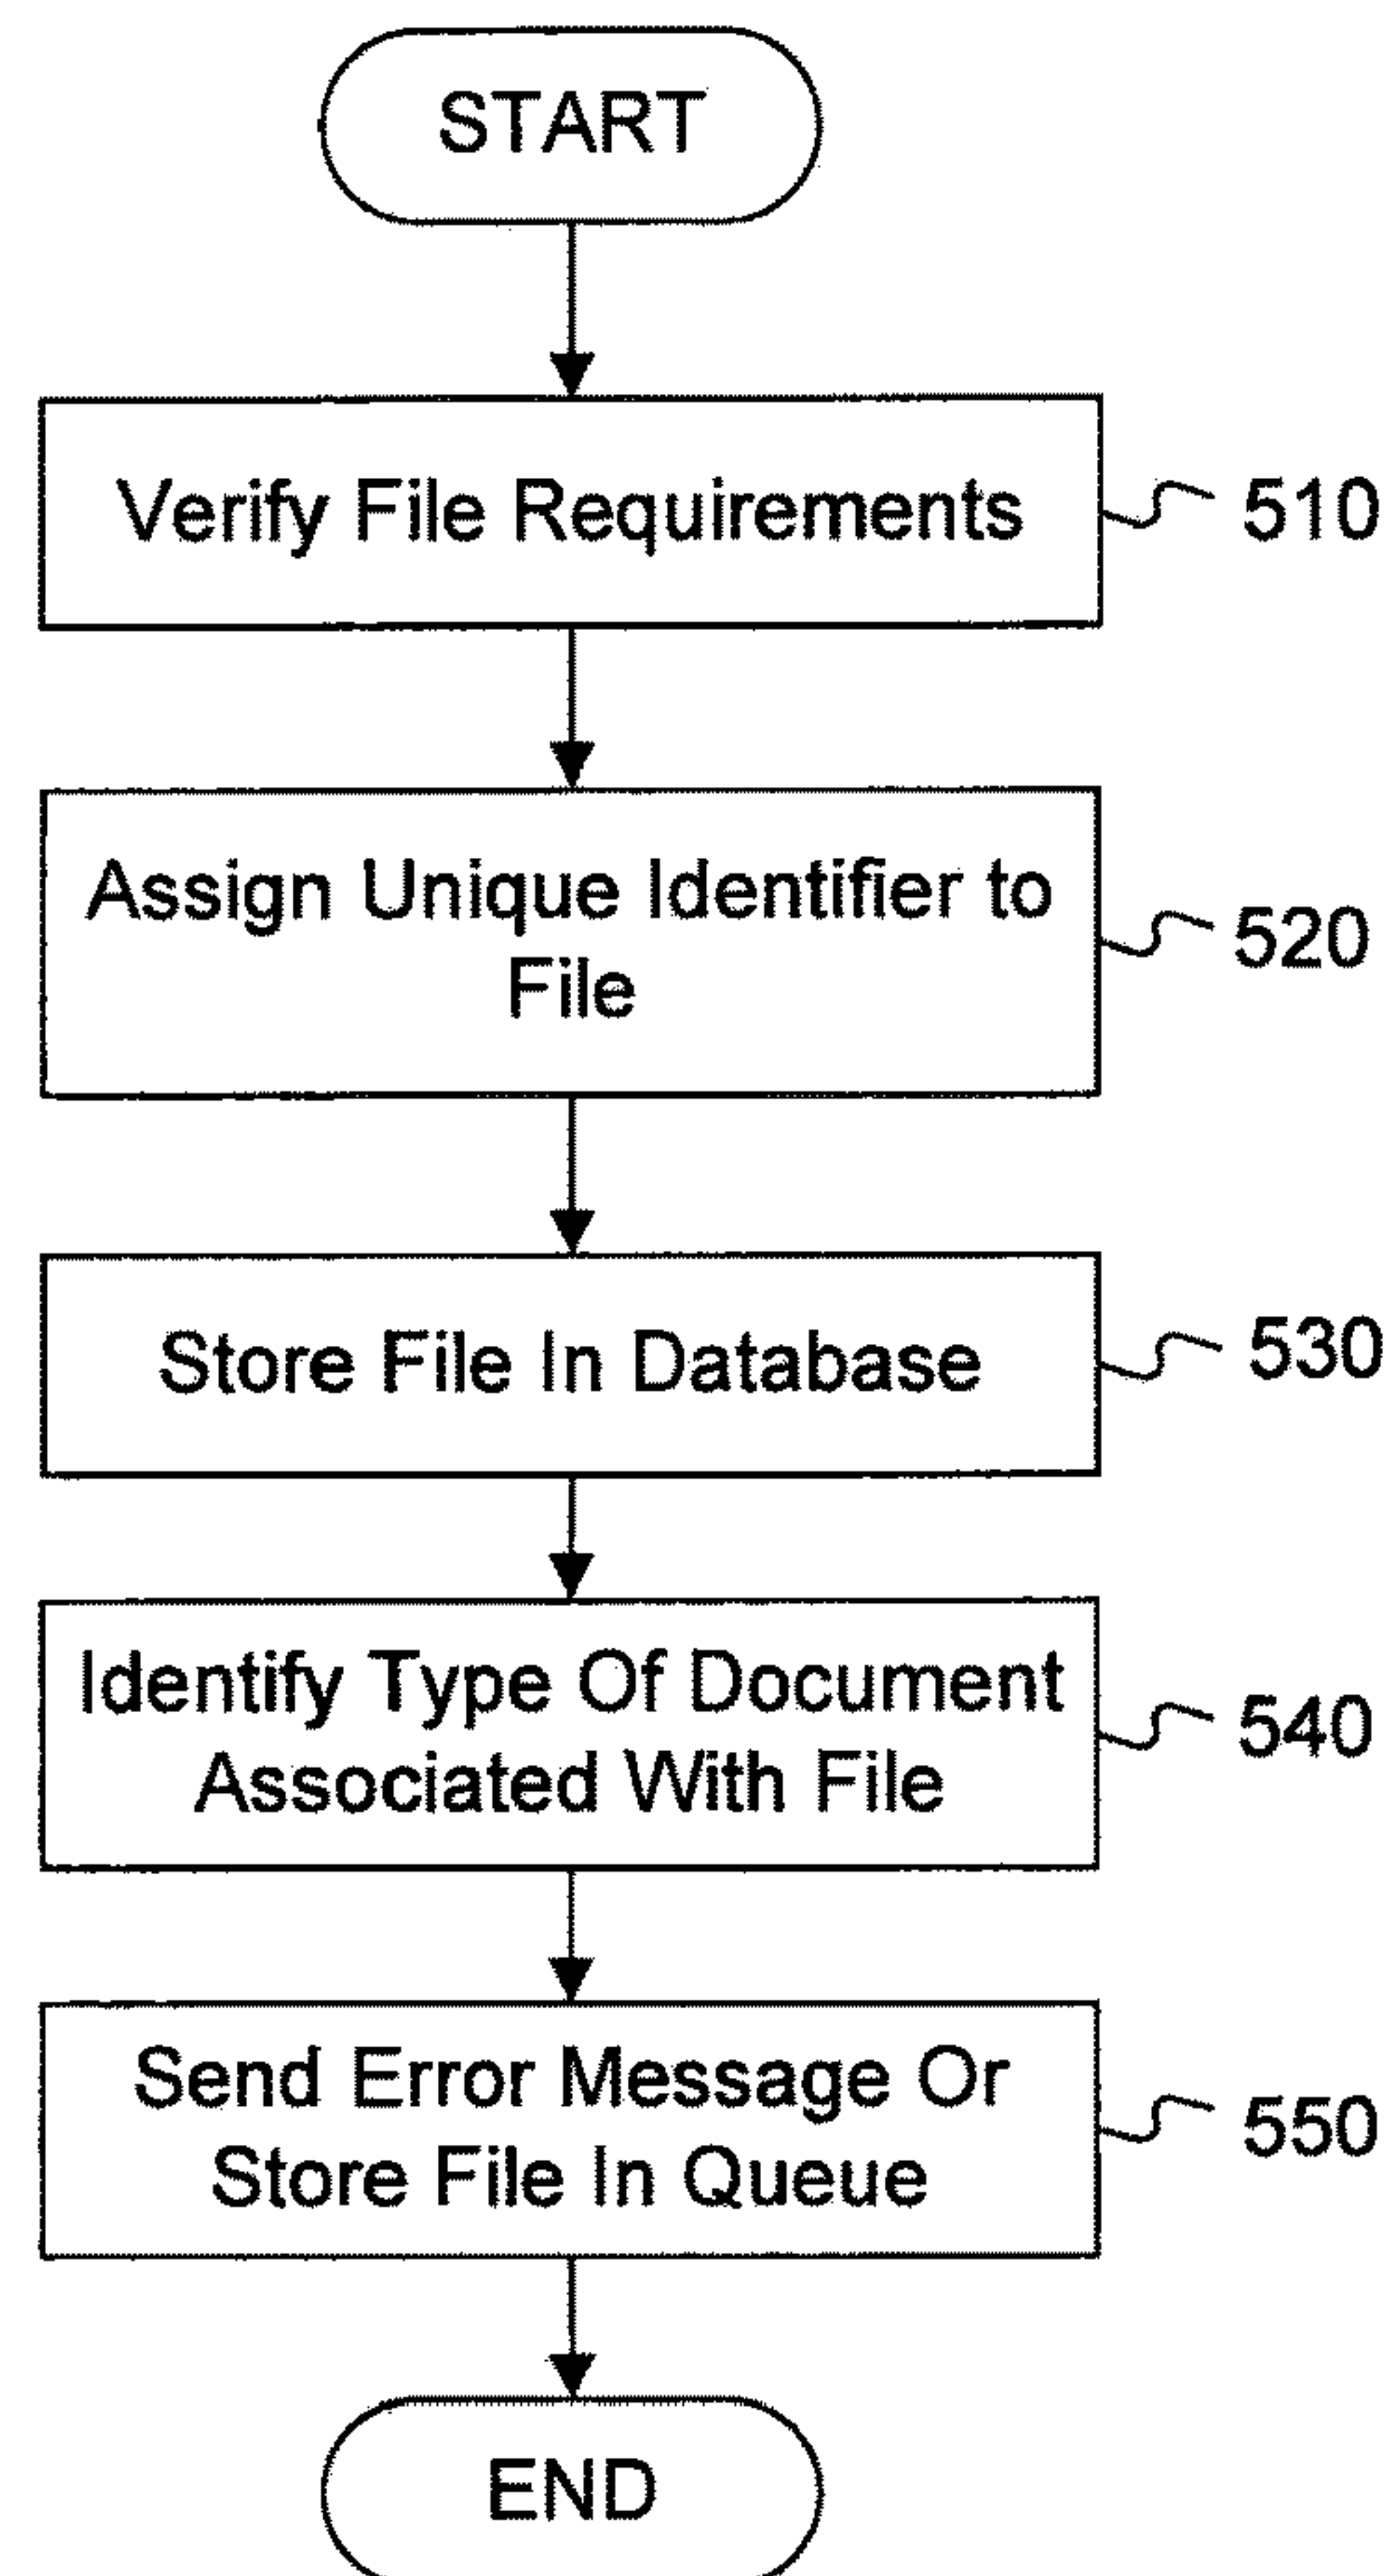 START
Verify File Requirements
510
Assign Unique Identifier to
File
520
Store File In Database
530
Identify Type Of Document
Associated With File
540
Send Error Message Or
Store File In Queue
550
END